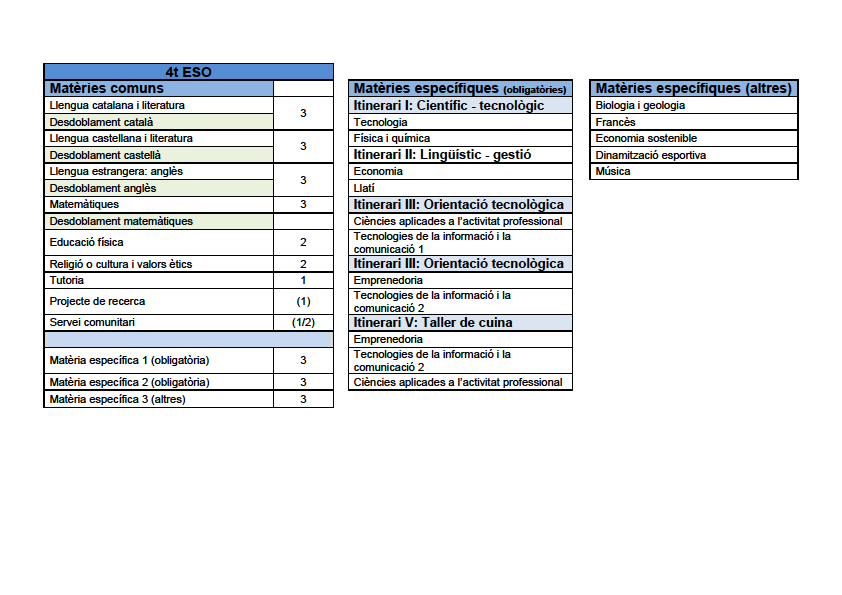 4t ESO
Matèries comuns
Llengua catalana i literatura
3
Desdoblament català
Llengua castellana i literatura
3
Desdoblament castellà
Llengua estrangera: anglès
3
Desdoblament anglès
Matemàtiques 3
Desdoblament matemàtiques
Educació física 2
Religió o cultura i valors ètics 2
Tutoria 1
Projecte de recerca (1)
Servei comunitari (1/2)
Matèria específica 1 (obligatòria) 3
Matèria específica 2 (obligatòria) 3
Matèria específica 3 (altres) 3
Matèries específiques (obligatòries)
Itinerari I: Científic - tecnològic
Tecnologia
Física i química
Itinerari II: Lingüístic - gestió
Economia
Llatí
Itinerari III: Orientació tecnològica
Ciències aplicades a l’activitat professional
Tecnologies de la informació i la
comunicació 1
Itinerari III: Orientació tecnològica
Emprenedoria
Tecnologies de la informació i la
comunicació 2
Itinerari V: Taller de cuina
Emprenedoria
Tecnologies de la informació i la
comunicació 2
Ciències aplicades a l’activitat professional
Matèries específiques (altres)
Biologia i geologia
Francès
Economia sostenible
Dinamització esportiva
Música